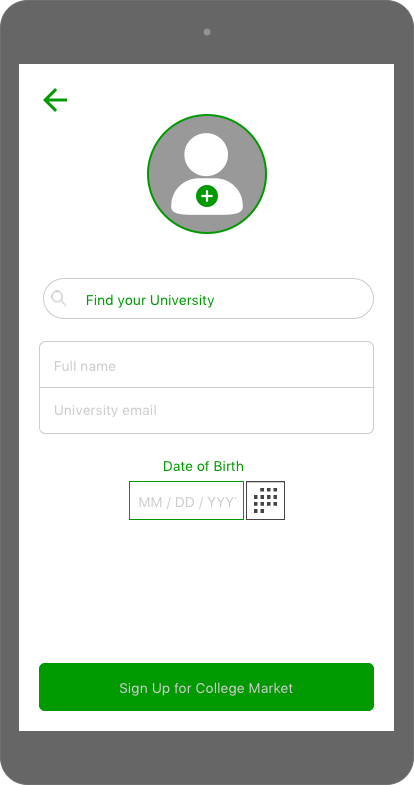 Find your University
Full name
University email
Date of Birth
MM / DD / YYY
Sign Up for College Market